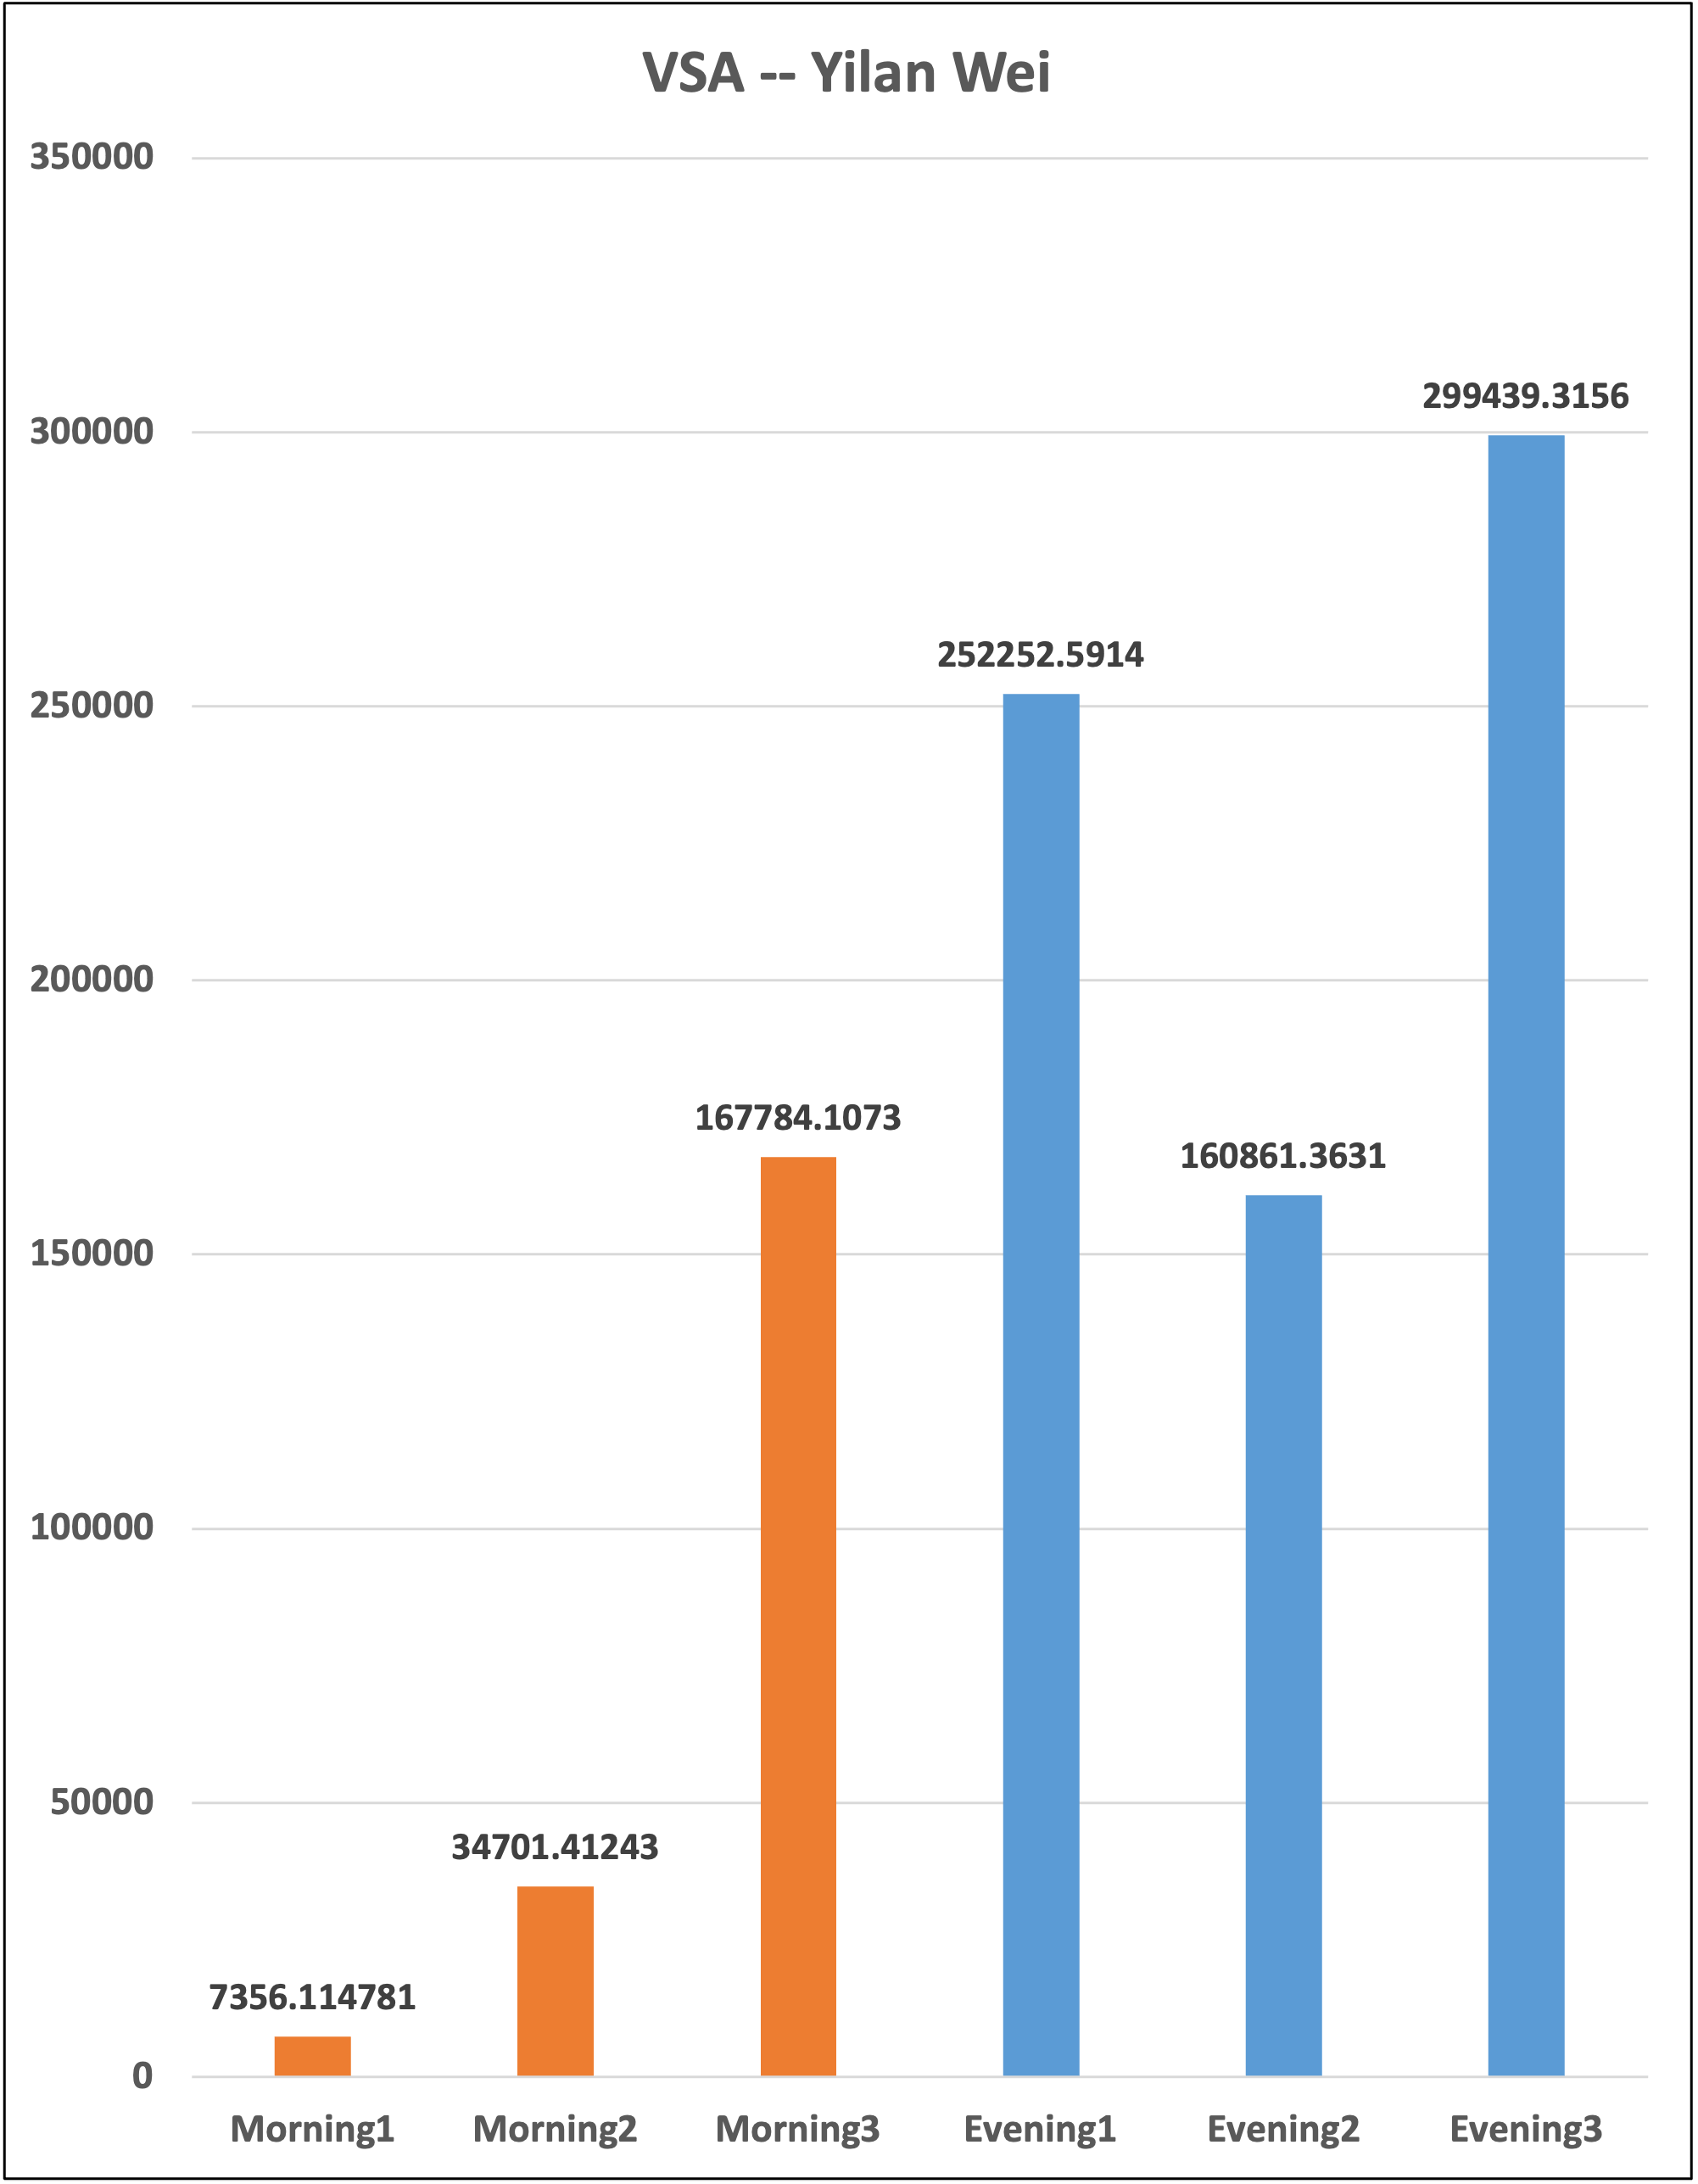 VSA -- Yilan Wei
350000
300000
250000
200000
150000
100000
50000
0
7356.114781
34701.41243
167784.1073
252252.5914
160861.3631
299439.3156
Morning1
Morning2
Morning3
Evening1
Evening2
Evening3